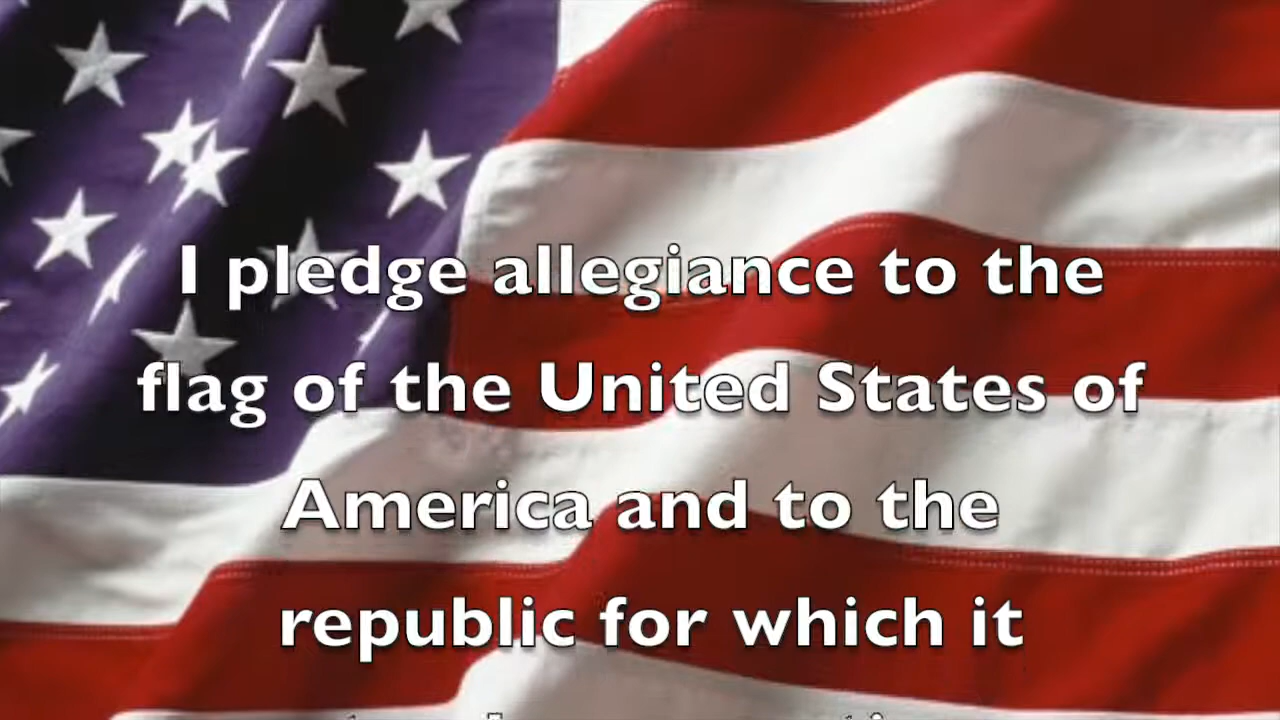 I pledge allegiance to the
flag of the United States of
America and to the
republic for which it